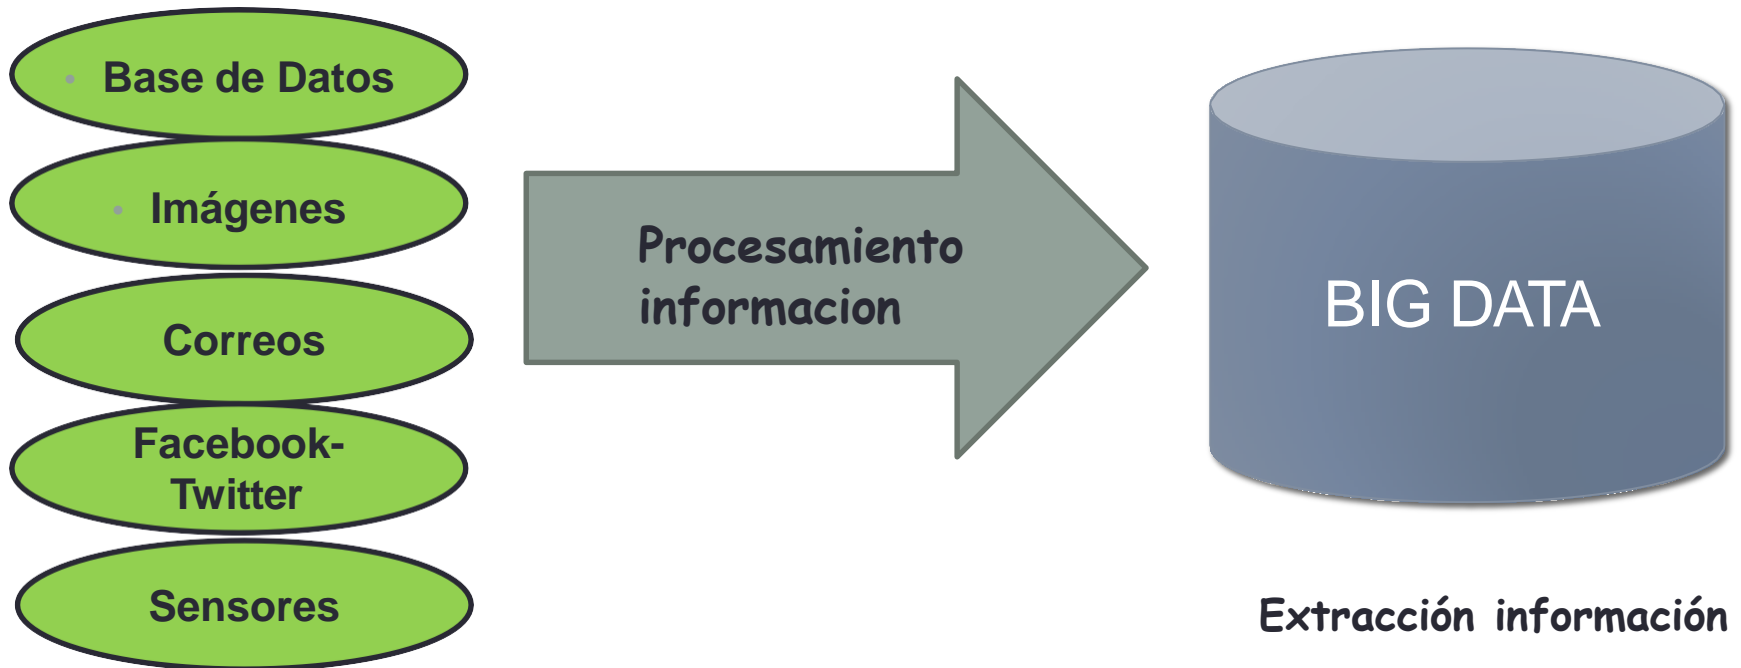 Base de Datos
Imágenes
Correos
Facebook-
Twitter
Sensores
Procesamiento
informacion
BIG DATA
Extracción información